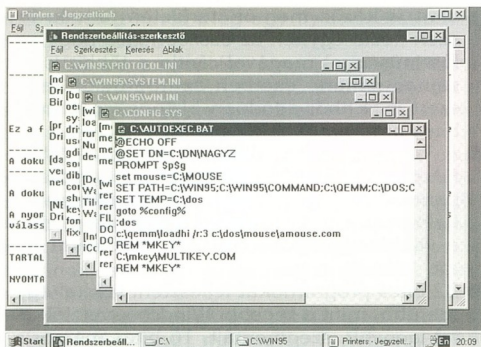 Printers - Jegyzettömb
Rendszerbeállítás-szerkesztő
Fájl Szerkesztés Keresés Ablak
C:\WIN95\PROTOCOL.INI
C:\WIN95\SYSTEM.INI
C:\WIN95\WIN.INI
C:\CONFIG.SYS
C:\AUTOEXEC.BAT
@ECHO OFF
@SET DN=C:\DN\NAGYZ
PROMPT $p$g
set mouse=C:\MOUSE
SET PATH=C:\WIN95;C:\WIN95\COMMAND;C:\QEMM;C:\DOS;C
SET TEMP=C:\dos
goto %config%
:dos
c:\qemm\loadhi /r:3 c:\dos\mouse\amouse.com
REM *MKEY*
C:\mkey\MULTIKEY.COM
REM *MKEY*
Ez a f
A doku
A doku
A nyom
válass
TARTAL
NYOMTA
Start Rendszerbeáll... C:\ C:\WIN95 Printers - Jegyzett... En 20:09